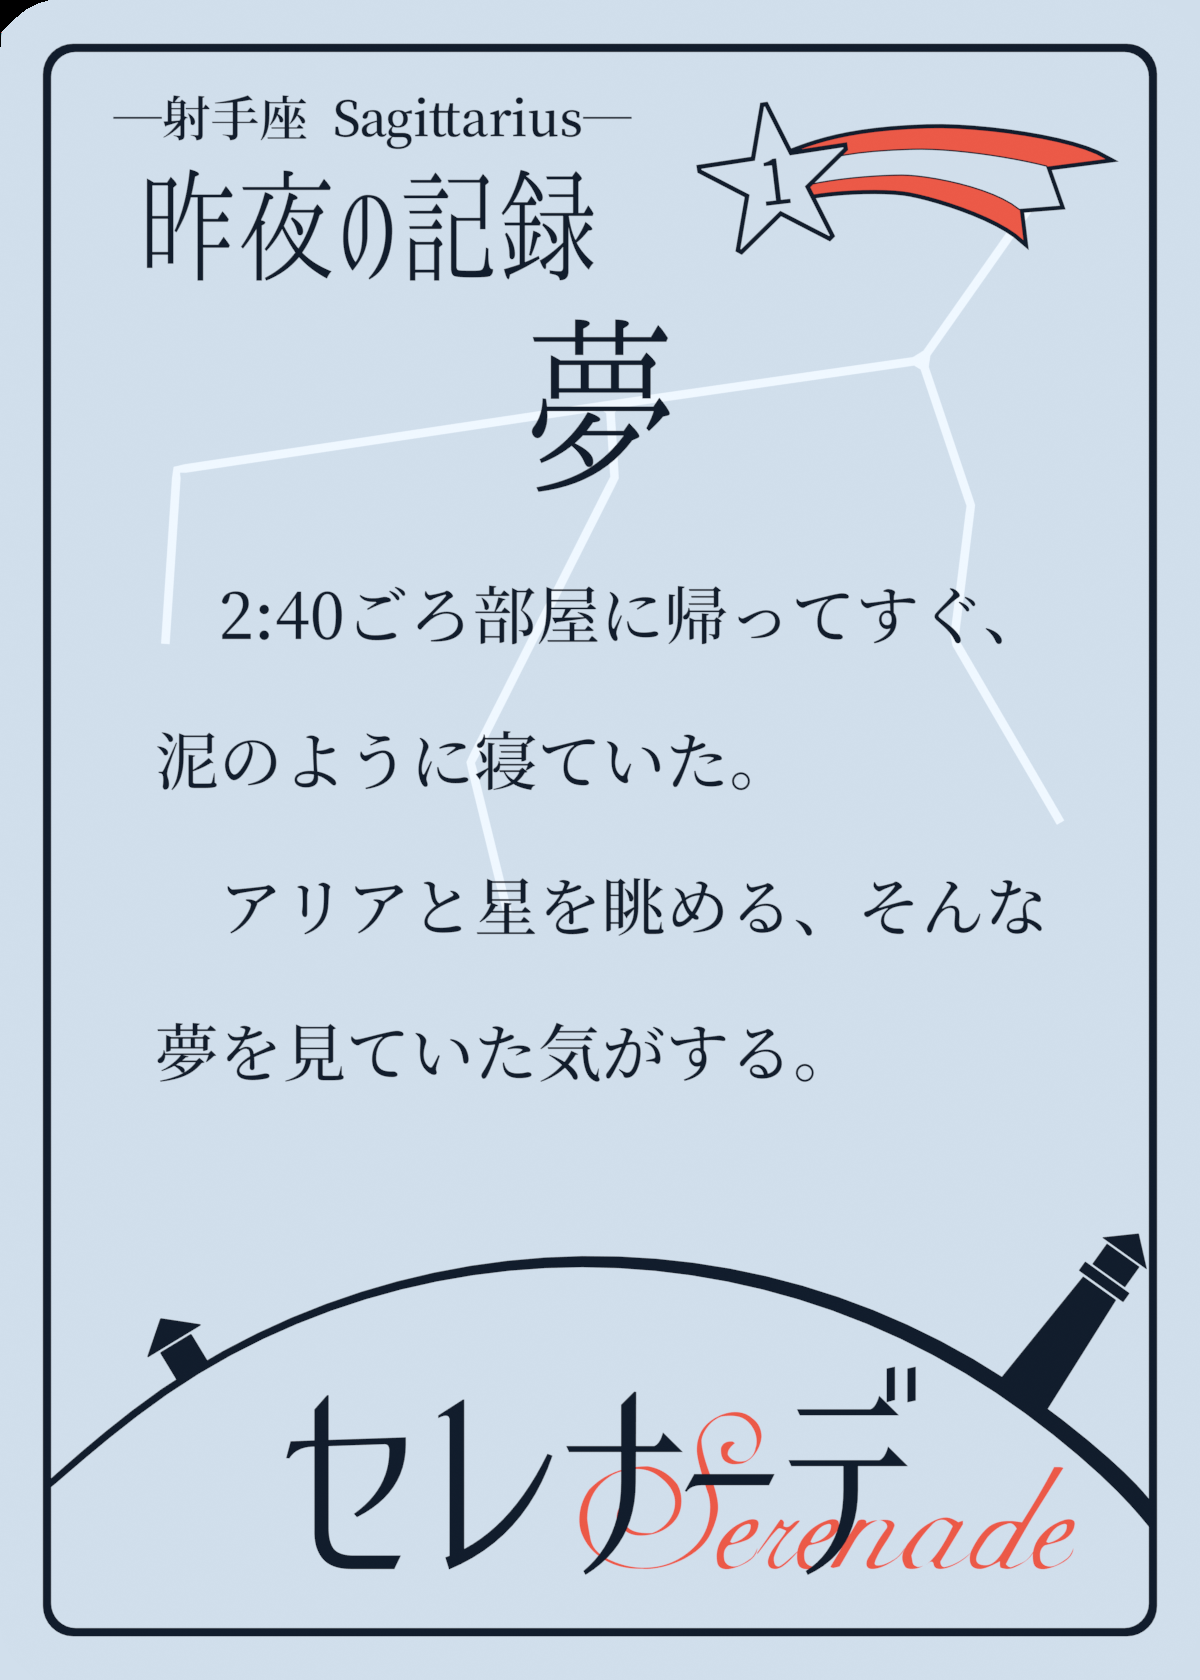 ―射手座 Sagittarius―
昨夜の記録
1
夢
2:40ごろ部屋に帰ってすぐ、
泥のように寝ていた。
アリアと星を眺める、そんな
夢を見ていた気がする。
セレナーデ
Serenade